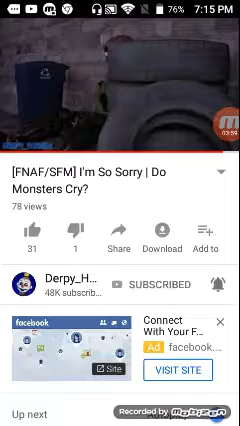 76% 7:15 PM
03:59
[FNAF/SFM] I'm So Sorry | Do
Monsters Cry?
78 views
31
1
Share
Download
Add to
Derpy_H...
48K subscrib...
SUBSCRIBED
facebook
Site
Connect
With Your F...
Ad facebook....
VISIT SITE
Up next
Recorded by Mobizen